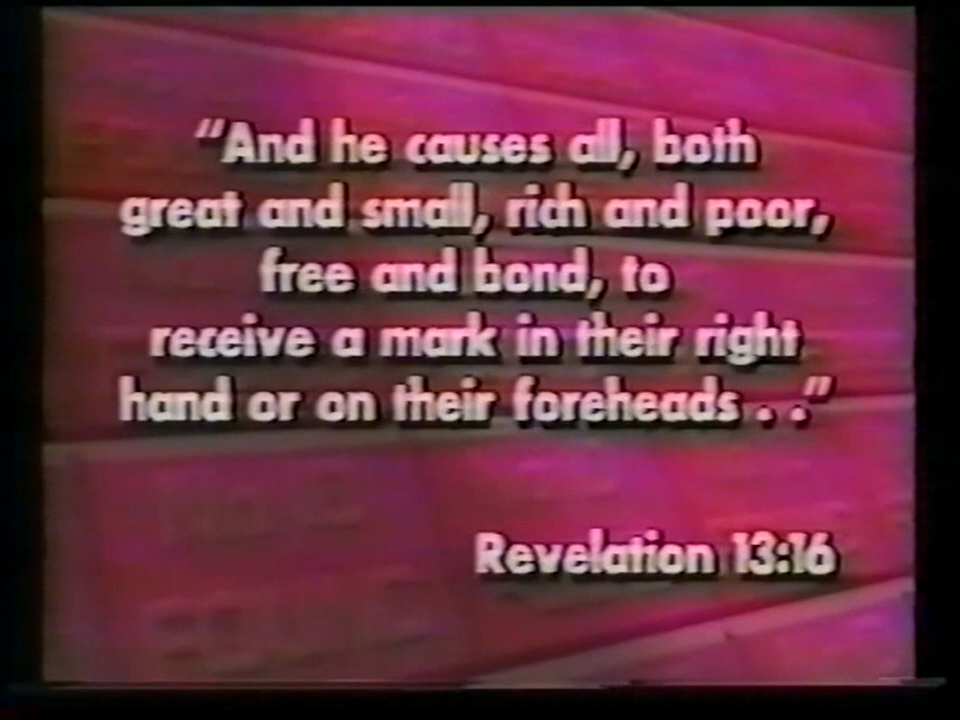 “And he causes all, both
great and small, rich and poor,
free and bond, to
receive a mark in their right
hand or on their foreheads . .”
Revelation 13:16